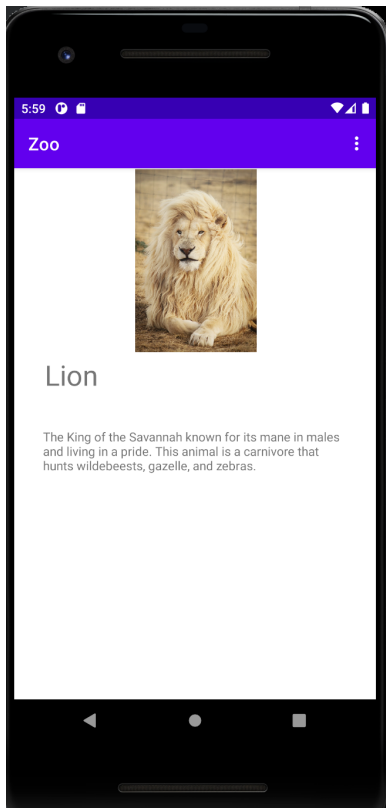 5:59
Zoo
Lion
The King of the Savannah known for its mane in males
and living in a pride. This animal is a carnivore that
hunts wildebeests, gazelle, and zebras.